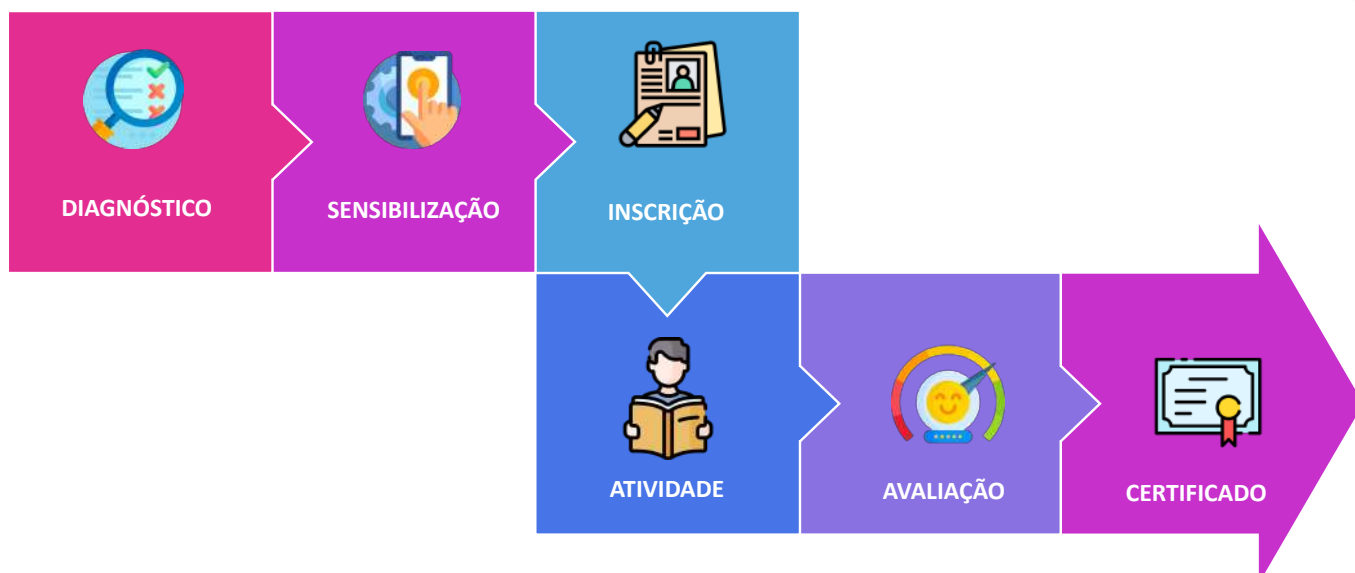 DIAGNÓSTICO
SENSIBILIZAÇÃO
INSCRIÇÃO
ATIVIDADE
AVALIAÇÃO
CERTIFICADO